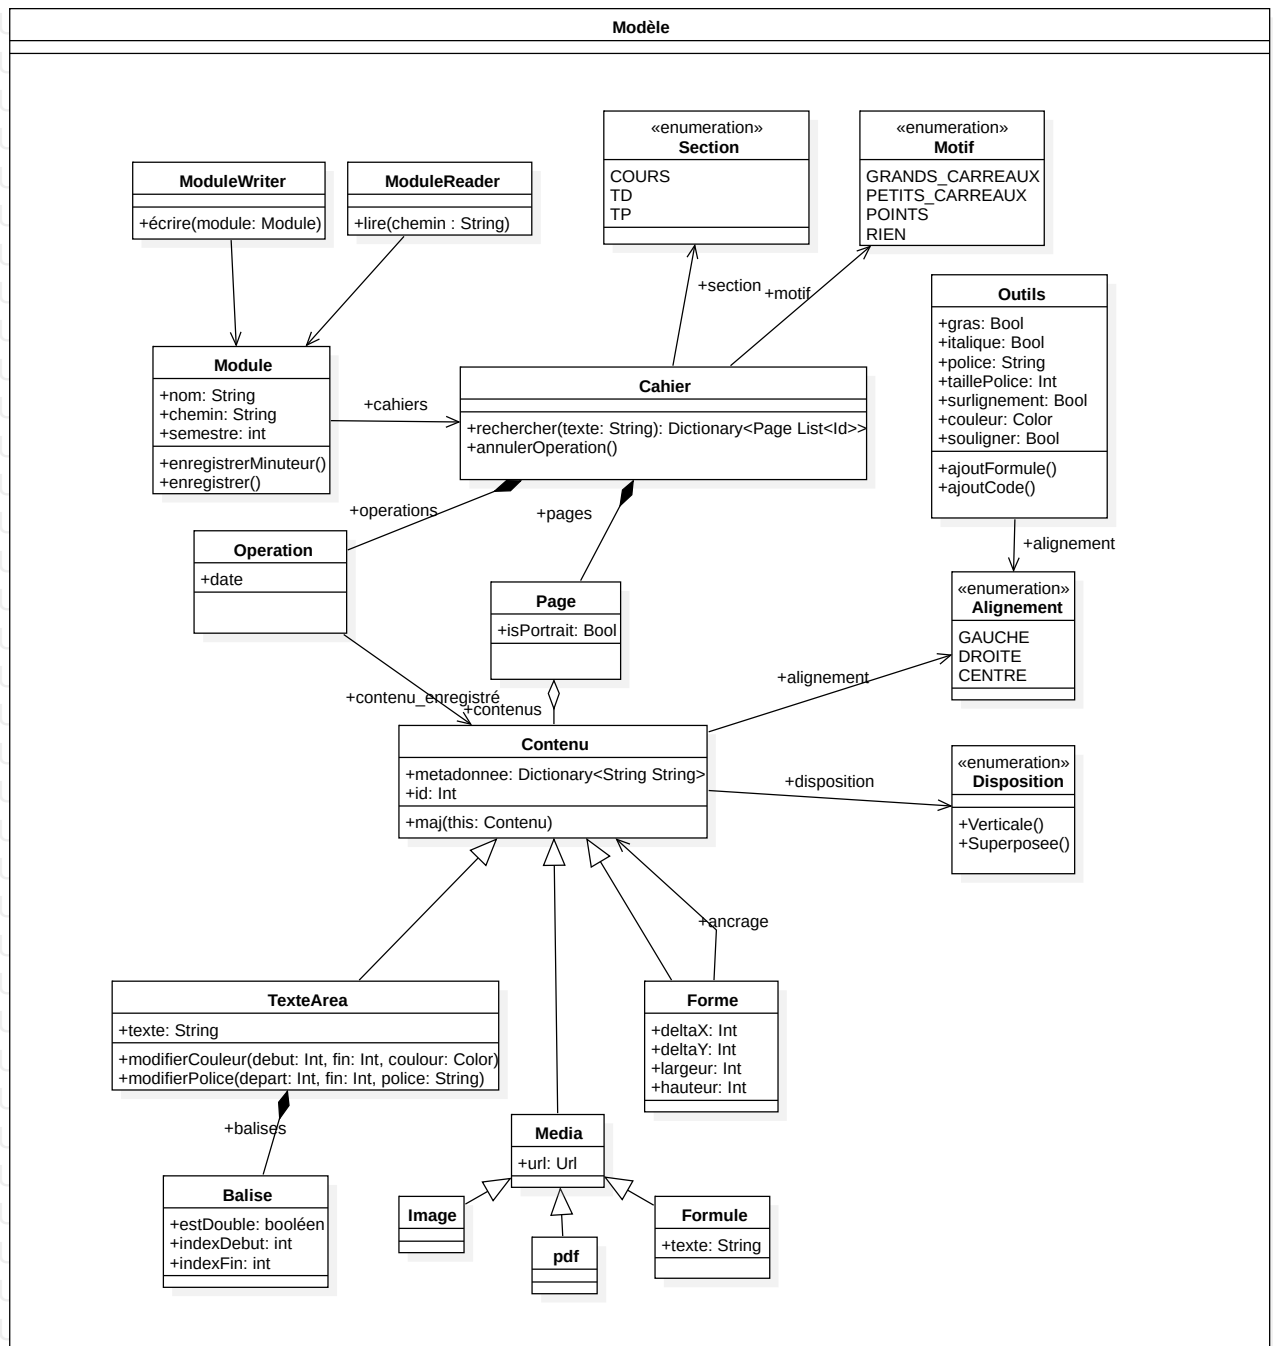 Modèle
«enumeration»
Section
COURS
TD
TP
«enumeration»
Motif
GRANDS_CARREAUX
PETITS_CARREAUX
POINTS
RIEN
ModuleWriter
+écrire(module: Module)
ModuleReader
+lire(chemin : String)
+section
+motif
Outils
+gras: Bool
+italique: Bool
+police: String
+taillePolice: Int
+surlignement: Bool
+couleur: Color
+souligner: Bool
+ajoutFormule()
+ajoutCode()
Module
+nom: String
+chemin: String
+semestre: int
+enregistrerMinuteur()
+enregistrer()
+cahiers
Cahier
+rechercher(texte: String): Dictionary<Page List<Id>>
+annulerOperation()
+operations
+pages
+alignement
Operation
+date
Page
+isPortrait: Bool
«enumeration»
Alignement
GAUCHE
DROITE
CENTRE
+contenu_enregistré
+contenus
+alignement
Contenu
+metadonnee: Dictionary<String String>
+id: Int
+maj(this: Contenu)
+disposition
«enumeration»
Disposition
+Verticale()
+Superposee()
+ancrage
TexteArea
+texte: String
+modifierCouleur(debut: Int, fin: Int, coulour: Color)
+modifierPolice(depart: Int, fin: Int, police: String)
Forme
+deltaX: Int
+deltaY: Int
+largeur: Int
+hauteur: Int
+balises
Media
+url: Url
Balise
+estDouble: booléen
+indexDebut: int
+indexFin: int
Image
pdf
Formule
+texte: String